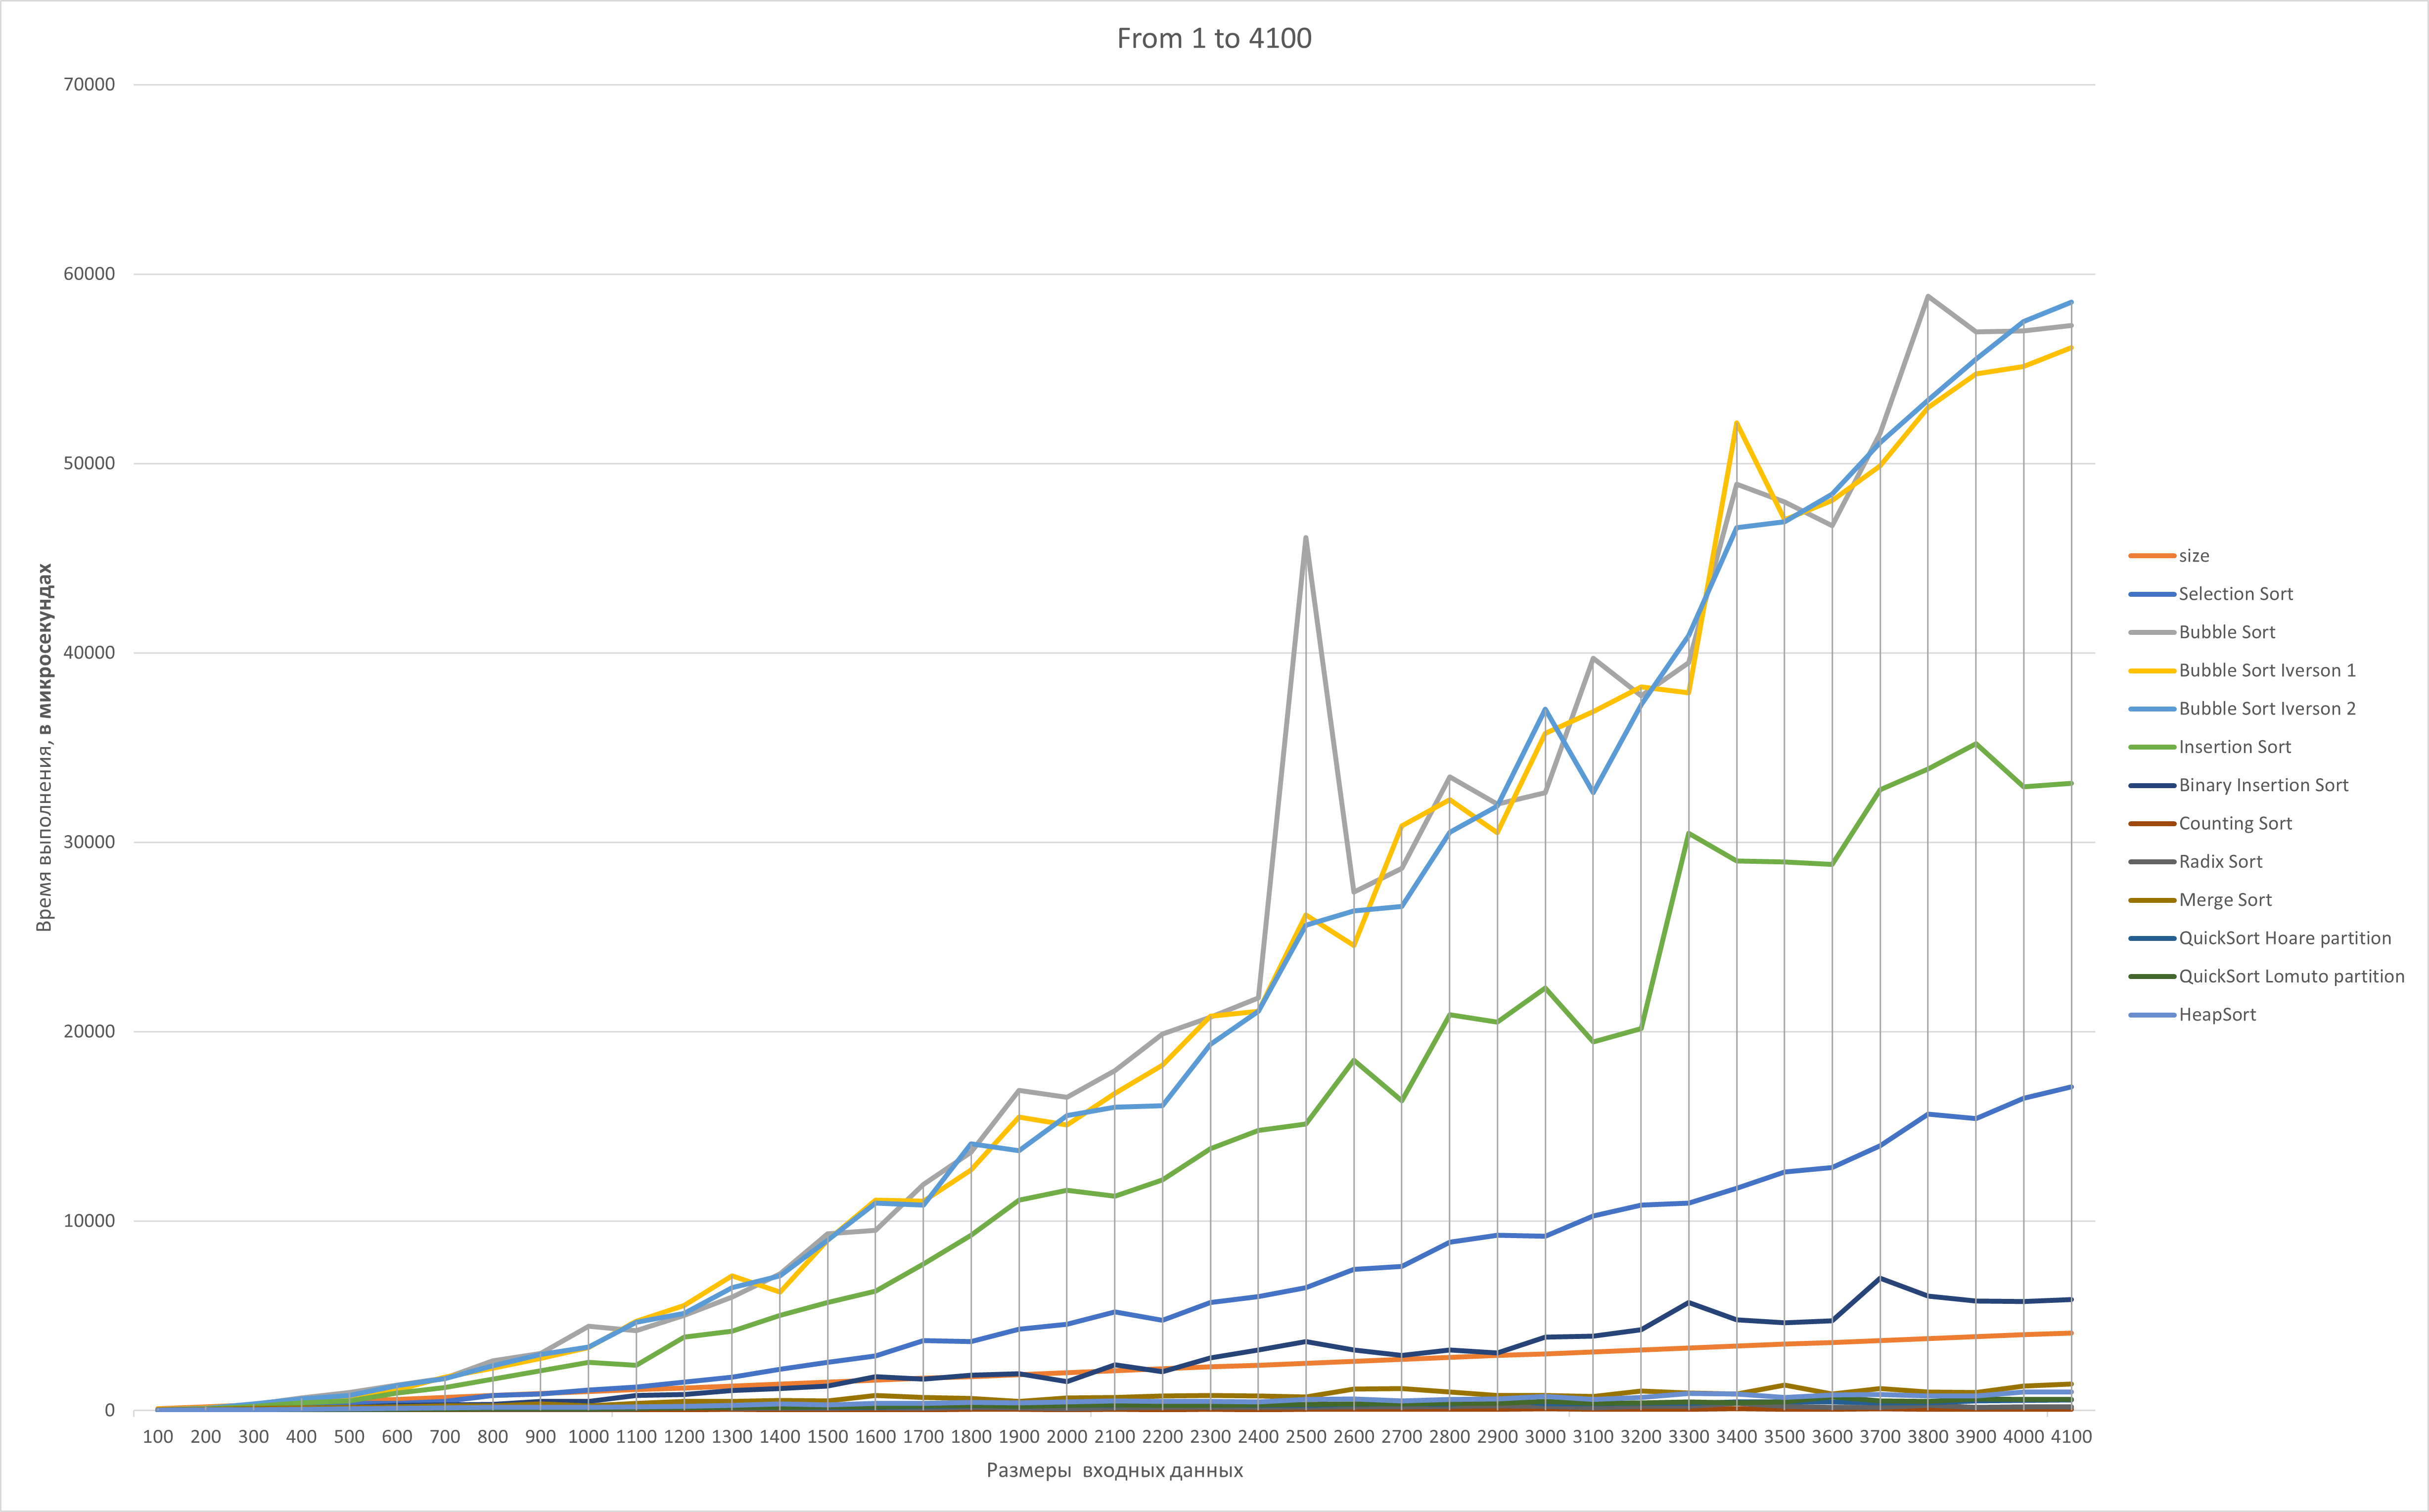 From 1 to 4100
70000
60000
50000
40000
30000
20000
10000
0
Время выполнения, в микросекундах
100 200 300 400 500 600 700 800 900 1000 1100 1200 1300 1400 1500 1600 1700 1800 1900 2000 2100 2200 2300 2400 2500 2600 2700 2800 2900 3000 3100 3200 3300 3400 3500 3600 3700 3800 3900 4000 4100
Размеры  входных данных
size
Selection Sort
Bubble Sort
Bubble Sort Iverson 1
Bubble Sort Iverson 2
Insertion Sort
Binary Insertion Sort
Counting Sort
Radix Sort
Merge Sort
QuickSort Hoare partition
QuickSort Lomuto partition
HeapSort